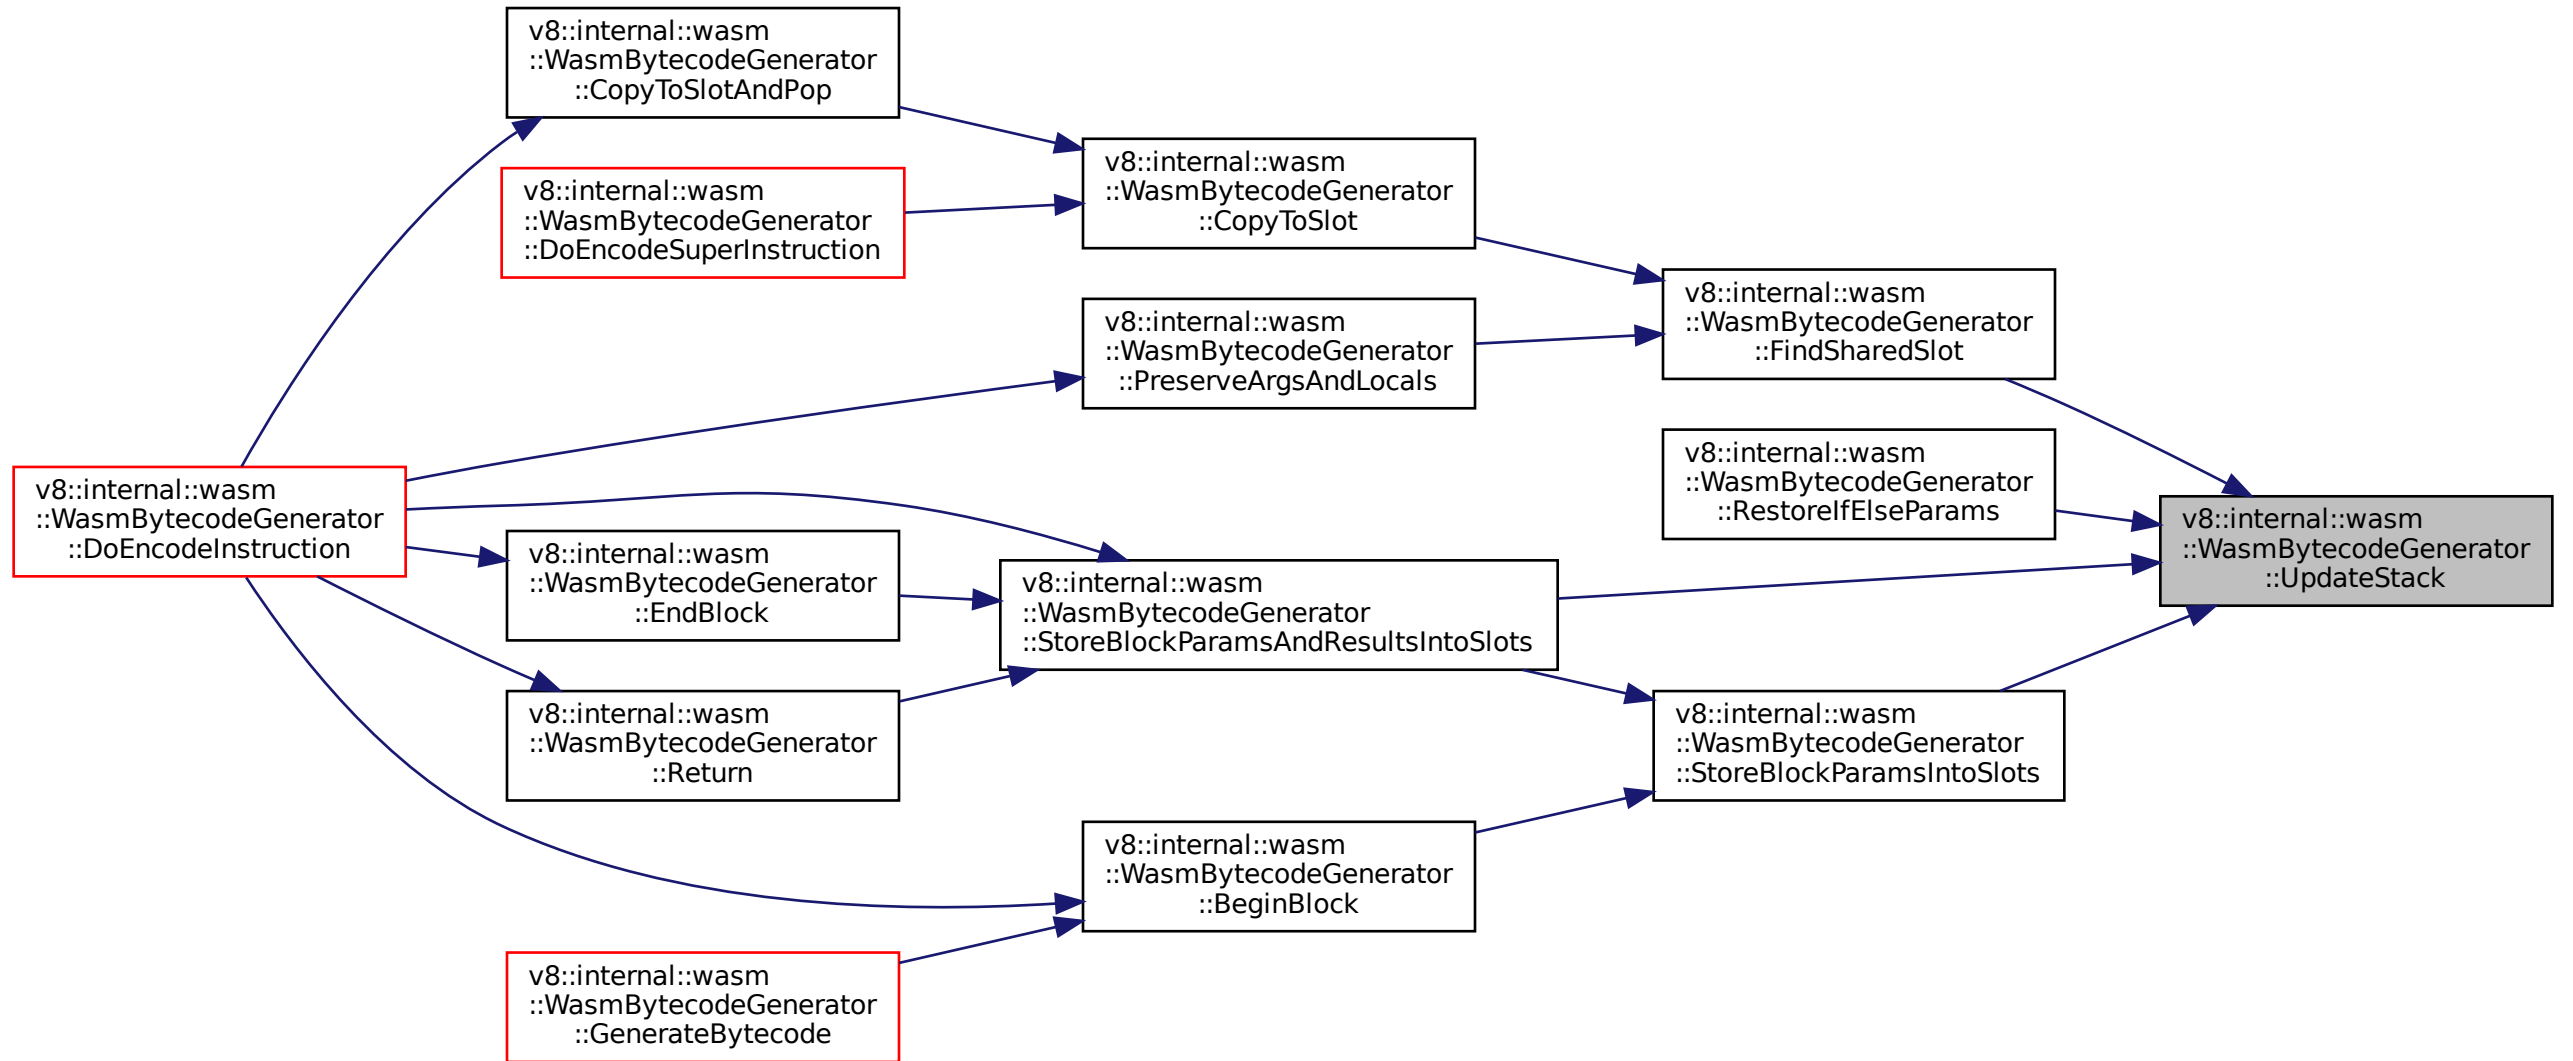 v8::internal::wasm
::WasmBytecodeGenerator
::CopyToSlotAndPop
v8::internal::wasm
::WasmBytecodeGenerator
::CopyToSlot
v8::internal::wasm
::WasmBytecodeGenerator
::DoEncodeSuperInstruction
v8::internal::wasm
::WasmBytecodeGenerator
::FindSharedSlot
v8::internal::wasm
::WasmBytecodeGenerator
::PreserveArgsAndLocals
v8::internal::wasm
::WasmBytecodeGenerator
::RestoreIfElseParams
v8::internal::wasm
::WasmBytecodeGenerator
::DoEncodeInstruction
v8::internal::wasm
::WasmBytecodeGenerator
::UpdateStack
v8::internal::wasm
::WasmBytecodeGenerator
::EndBlock
v8::internal::wasm
::WasmBytecodeGenerator
::StoreBlockParamsAndResultsIntoSlots
v8::internal::wasm
::WasmBytecodeGenerator
::Return
v8::internal::wasm
::WasmBytecodeGenerator
::StoreBlockParamsIntoSlots
v8::internal::wasm
::WasmBytecodeGenerator
::BeginBlock
v8::internal::wasm
::WasmBytecodeGenerator
::GenerateBytecode